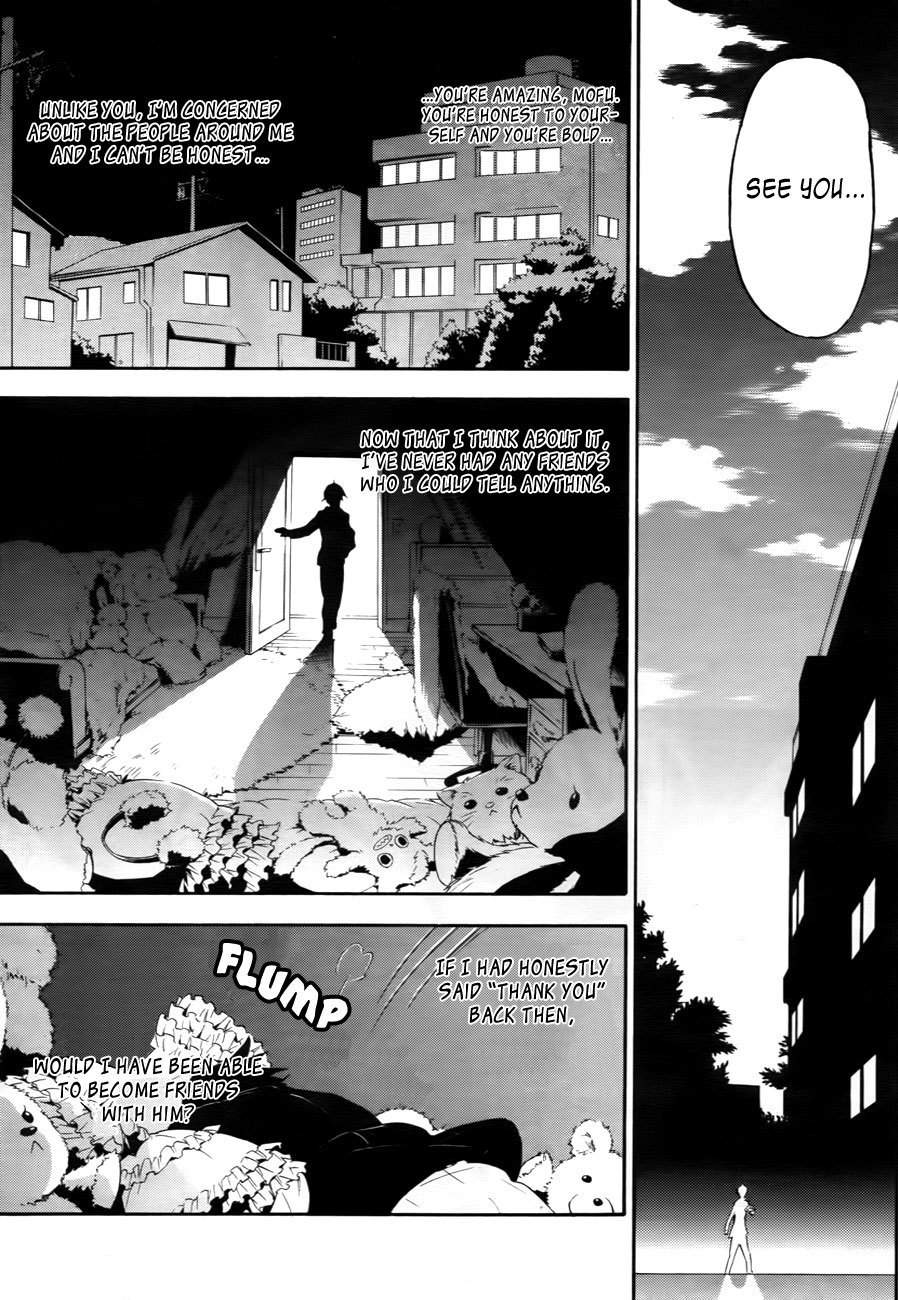 SEE YOU...
...YOU'RE AMAZING, MOFU.
YOU'RE HONEST TO YOUR-
SELF AND YOU'RE BOLD...
UNLIKE YOU, I'M CONCERNED
ABOUT THE PEOPLE AROUND ME
AND I CAN'T BE HONEST...
NOW THAT I THINK ABOUT IT,
I'VE NEVER HAD ANY FRIENDS
WHO I COULD TELL ANYTHING.
IF I HAD HONESTLY
SAID "THANK YOU"
BACK THEN,
FLUMP
WOULD I HAVE BEEN ABLE
TO BECOME FRIENDS
WITH HIM?